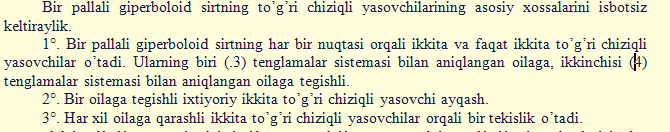 Bir pallali giperboloid sirtning to’g’ri chiziqli yasovchilarining asosiy xossalarini isbotsiz
keltiraylik.
1°. Bir pallali giperboloid sirtning har bir nuqtasi orqali ikkita va faqat ikkita to’g’ri chiziqli
yasovchilar o’tadi. Ularning biri (.3) tenglamalar sistemasi bilan aniqlangan oilaga, ikkinchisi (4)
tenglamalar sistemasi bilan aniqlangan oilaga tegishli.
2°. Bir oilaga tegishli ixtiyoriy ikkita to’g’ri chiziqli yasovchi ayqash.
3°. Har xil oilaga qarashli ikkita to’g’ri chiziqli yasovchilar orqali bir tekislik o’tadi.